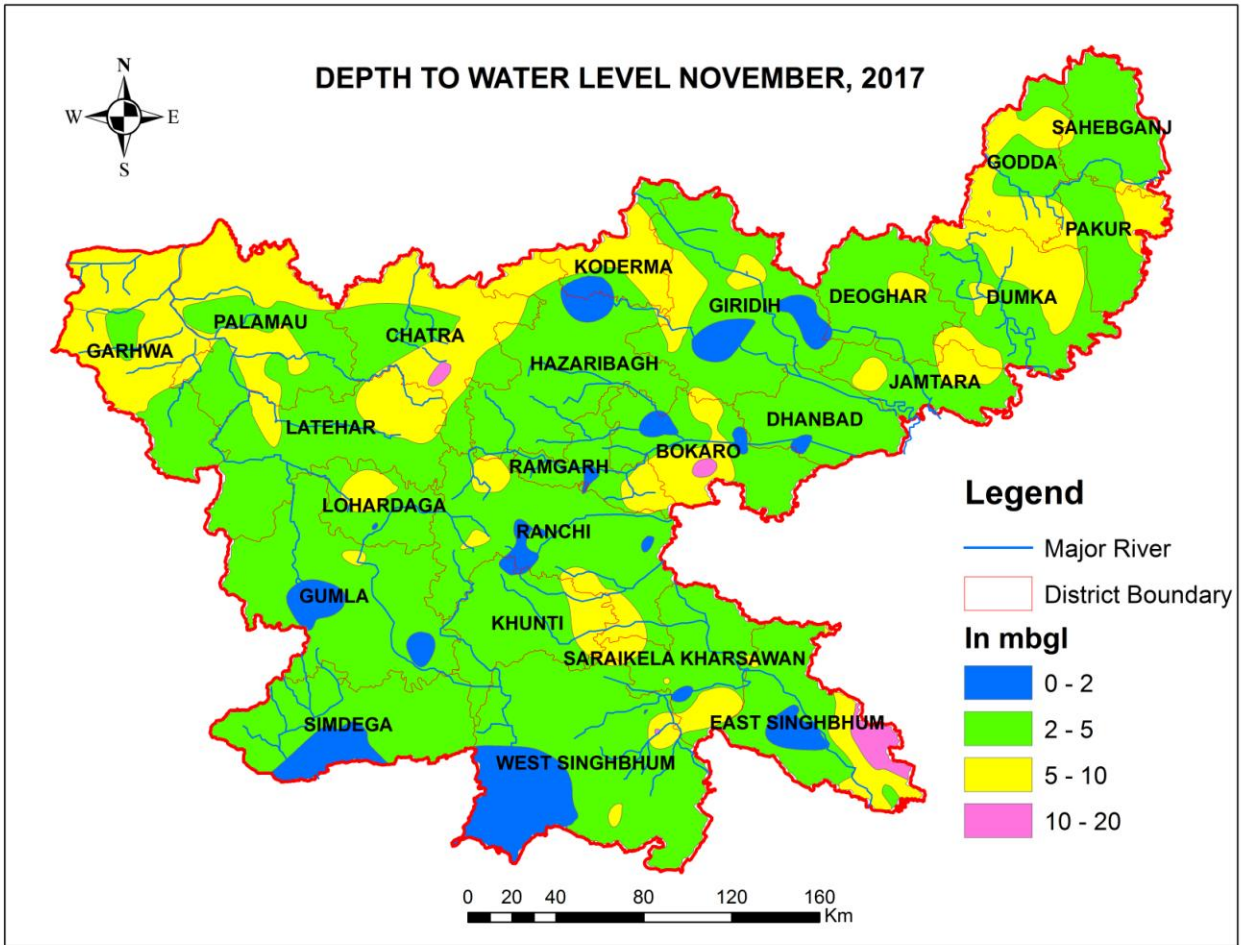 DEPTH TO WATER LEVEL NOVEMBER, 2017
N
W
E
S
SAHEBGANJ
GODDA
PAKUR
KODERMA
GIRIDIH
DEOGHAR
DUMKA
PALAMAU
CHATRA
GARHWA
HAZARIBAGH
JAMTARA
LATEHAR
DHANBAD
BOKARO
RAMGARH
LOHARDAGA
RANCHI
GUMLA
KHUNTI
SARAIKELA KHARSAWAN
SIMDEGA
EAST SINGHBHUM
WEST SINGHBHUM
Legend
Major River
District Boundary
In mbgl
0 - 2
2 - 5
5 - 10
10 - 20
0 20 40 80 120 160
Km